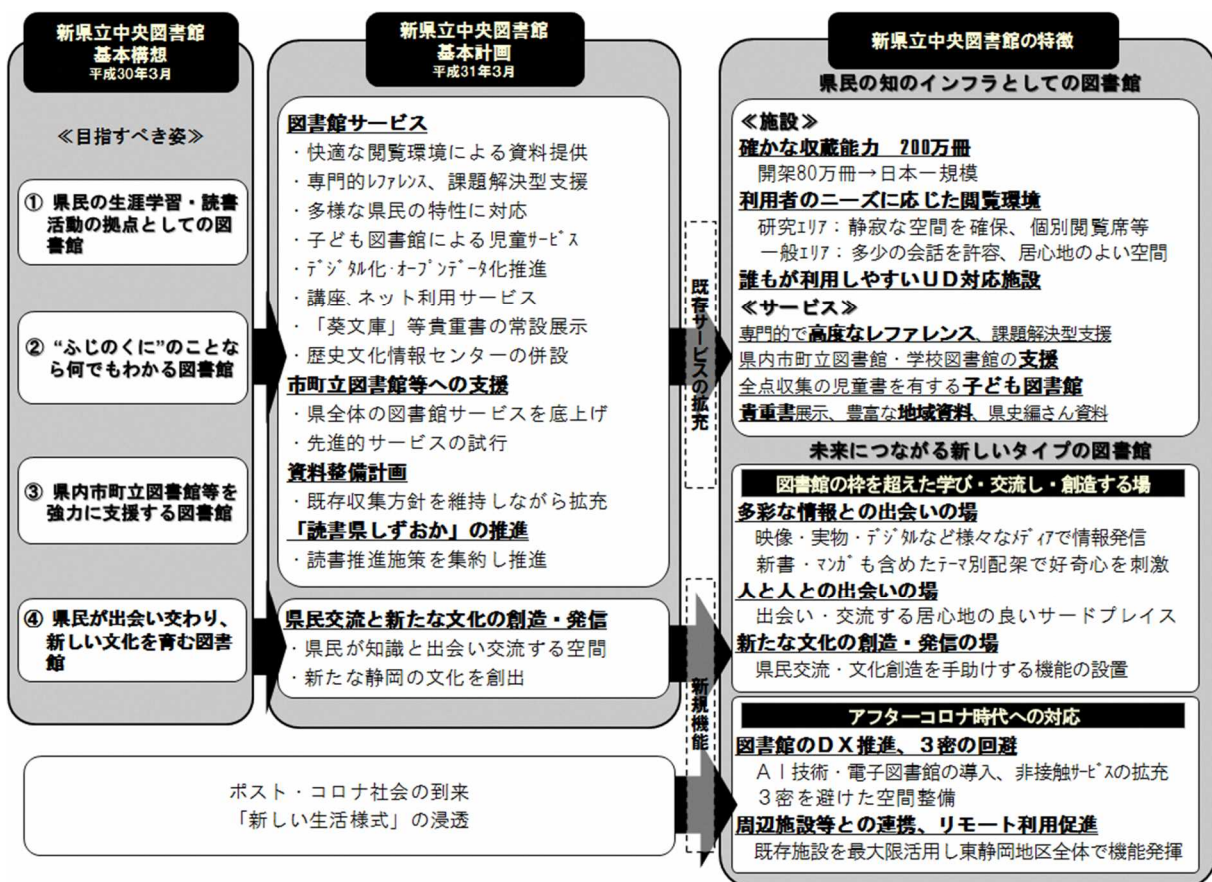 新県立中央図書館
基本構想
平成30年3月
≪目指すべき姿≫
① 県民の生涯学習・読書
活動の拠点としての図
書館
② “ふじのくに”のことな
ら何でもわかる図書館
③ 県内市町立図書館等を
強力に支援する図書館
④ 県民が出会い交わり、
新しい文化を育む図書
館
新県立中央図書館
基本計画
平成31年3月
図書館サービス
・快適な閲覧環境による資料提供
・専門的ﾚﾌｧﾚﾝｽ、課題解決型支援
・多様な県民の特性に対応
・子ども図書館による児童サービス
・ﾃﾞｼﾞﾀﾙ化･ｵｰﾌﾟﾝﾃﾞｰﾀ化推進
・講座、ネット利用サービス
・「葵文庫」等貴重書の常設展示
・歴史文化情報センターの併設
市町立図書館等への支援
・県全体の図書館サービスを底上げ
・先進的サービスの試行
資料整備計画
・既存収集方針を維持しながら拡充
「読書県しずおか」の推進
・読書推進施策を集約し推進
県民交流と新たな文化の創造・発信
・県民が知識と出会い交流する空間
・新たな静岡の文化を創出
ポスト・コロナ社会の到来
「新しい生活様式」の浸透
既存サービスの拡充
新規機能
新県立中央図書館の特徴
県民の知のインフラとしての図書館
≪施設≫
確かな収蔵能力　200万冊
開架80万冊→日本一規模
利用者のニーズに応じた閲覧環境
研究ｴﾘｱ：静寂な空間を確保、個別閲覧席等
一般ｴﾘｱ：多少の会話を許容、居心地のよい空間
誰もが利用しやすいＵＤ対応施設
≪サービス≫
専門的で高度なレファレンス、課題解決型支援
県内市町立図書館・学校図書館の支援
全点収集の児童書を有する子ども図書館
貴重書展示、豊富な地域資料、県史編さん資料
未来につながる新しいタイプの図書館
図書館の枠を超えた学び・交流し・創造する場
多彩な情報との出会いの場
映像・実物・ﾃﾞｼﾞﾀﾙなど様々なﾒﾃﾞｨｱで情報発信
新書・ﾏﾝｶﾞも含めたﾃｰﾏ別配架で好奇心を刺激
人と人との出会いの場
出会い・交流する居心地の良いサードプレイス
新たな文化の創造・発信の場
県民交流・文化創造を手助けする機能の設置
アフターコロナ時代への対応
図書館のＤＸ推進、３密の回避
ＡＩ技術・電子図書館の導入、非接触ｻｰﾋﾞｽの拡充
３密を避けた空間整備
周辺施設等との連携、リモート利用促進
既存施設を最大限活用し東静岡地区全体で機能発揮